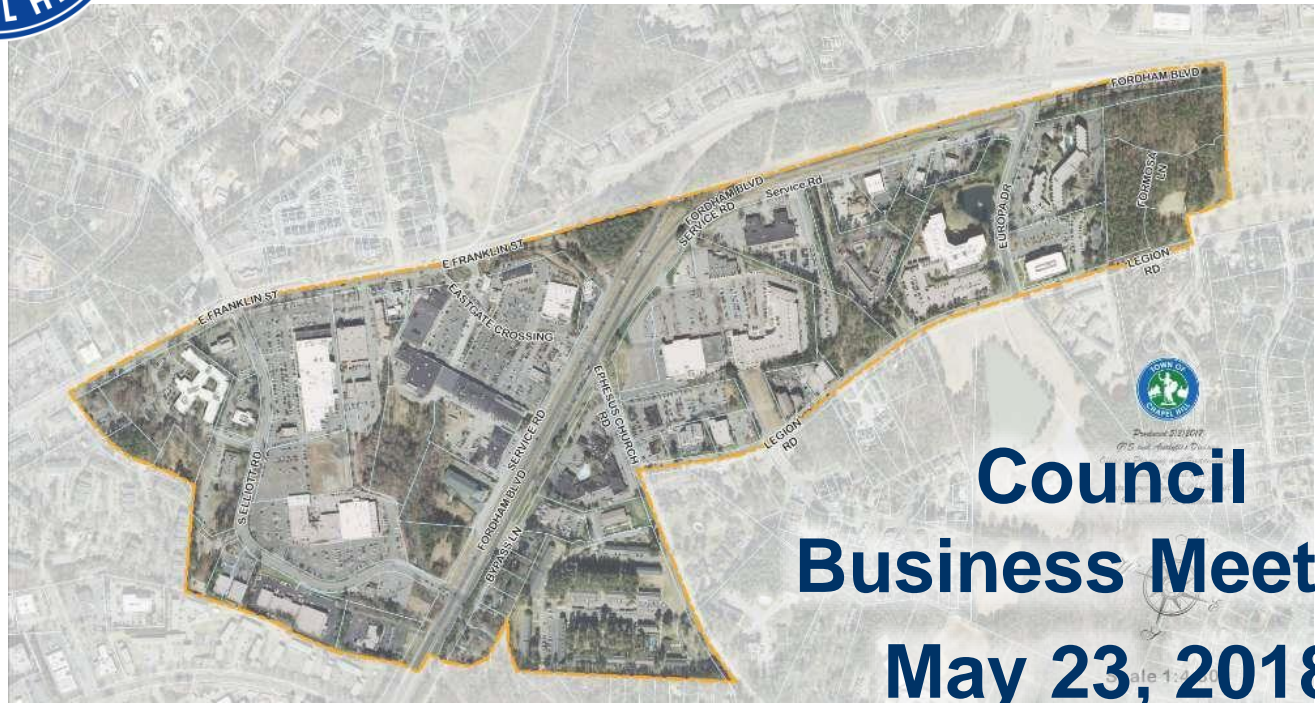 L HI
FORDHAM BLVD
FORMOSA
LN
FORDHAM BLVD
SERVICE RD
Service Rd
EUROPA DR
E FRANKLIN ST
LEGION
RD
E FRANKLIN ST
EASTGATE CROSSING
EPHESUS CHURCH
RD
TOWN OF
CHAPEL HILL
SERVICE RD
LEGION
RD
S ELLIOTT RD
FORDHAM BLVD
BYPASS LN
Council
Business Meet
May 23, 2018